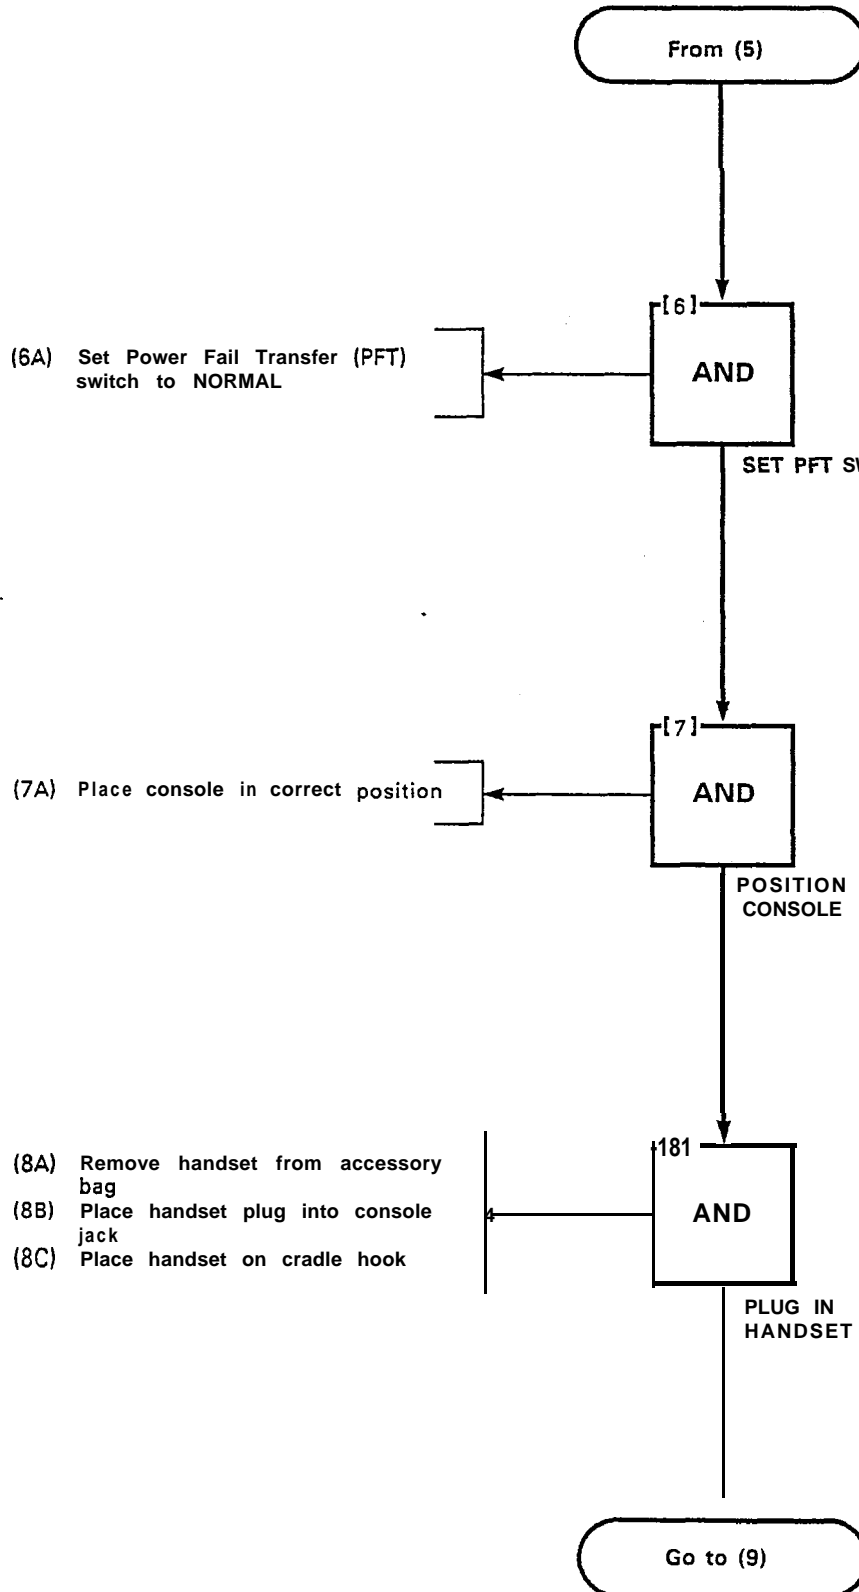 From (5)
[6]
(6A) Set Power Fail Transfer (PFT)
switch to NORMAL
AND
SET PFT
[7]
(7A) Place console in correct position
AND
POSITION
CONSOLE
181
(8A) Remove handset from accessory
bag
(8B) Place handset plug into console
jack
(8C) Place handset on cradle hook
4
AND
PLUG IN
HANDSET
Go to (9)